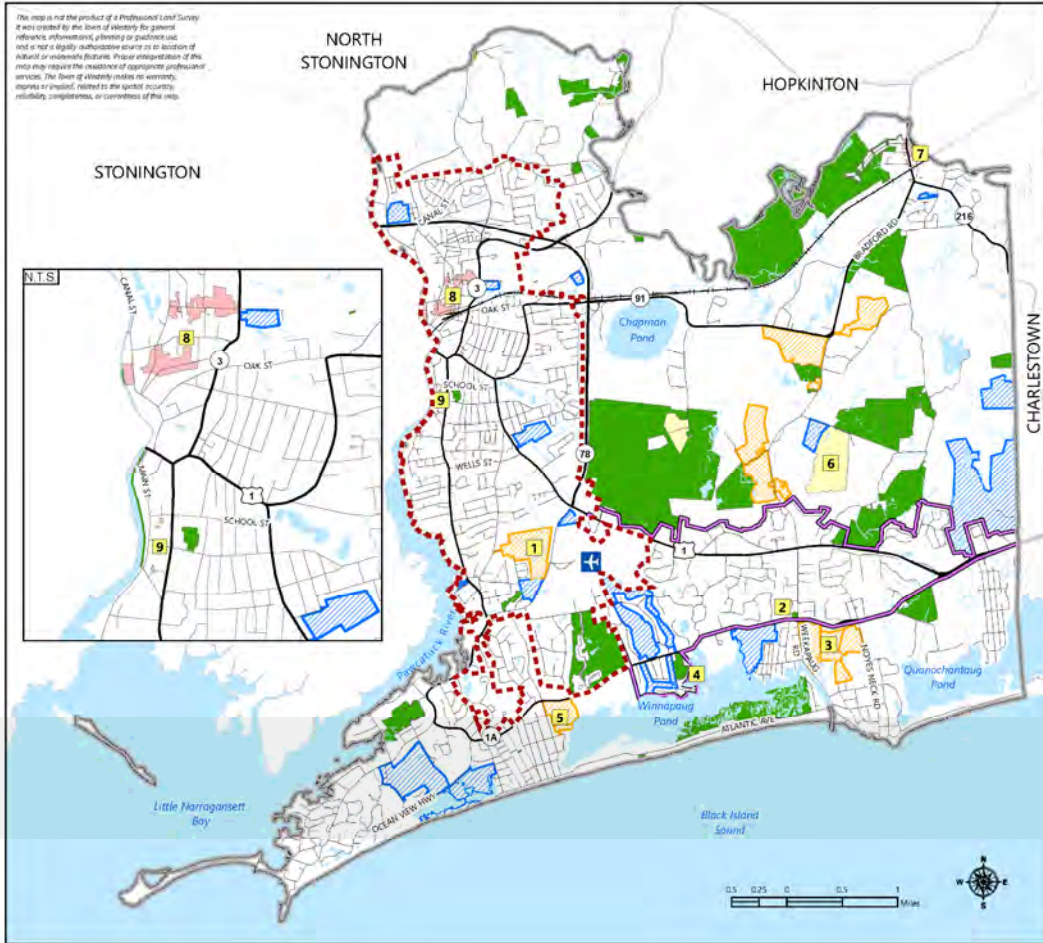 This map is not the product of a Professional Land Survey.
It was created by the Town of Westerly for general
reference, informational, planning or guidance use,
and is not a legally authoritative source as to location of
natural or manmade features. Proper interpretation of this
map may require the assistance of appropriate professional
services. The Town of Westerly makes no warranty,
express or implied, related to the spatial accuracy,
reliability, completeness, or currentness of this map.
NORTH
STONINGTON
HOPKINTON
STONINGTON
7
CANAL ST
216
BRADFORD RD
N.T.S.
CANAL ST
8
3
OAK ST
MAIN ST
1
SCHOOL ST
9
8
3
OAK ST
91
Chapman
Pond
CHARLESTOWN
SCHOOL ST
9
78
WELLS ST
6
1
1
Pawcatuck River
2
WEEKAPAUG
RD
3
NOYES NECK RD
4
Quanochontaug
Pond
Winnapaug
Pond
5
1A
ATLANTIC AVE
OCEAN VIEW HWY
Little Narragansett
Bay
Block Island
Sound
N
W
E
S
0.5 0.25 0 0.5 1
Miles